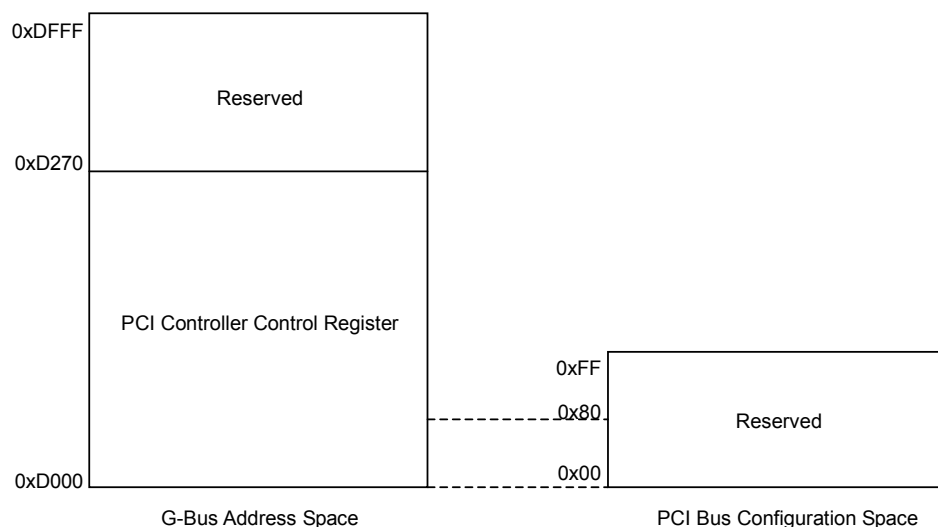 0xDFFF
Reserved
0xD270
PCI Controller Control Register
0xFF
0x80
Reserved
0x00
0xD000
G-Bus Address Space
PCI Bus Configuration Space